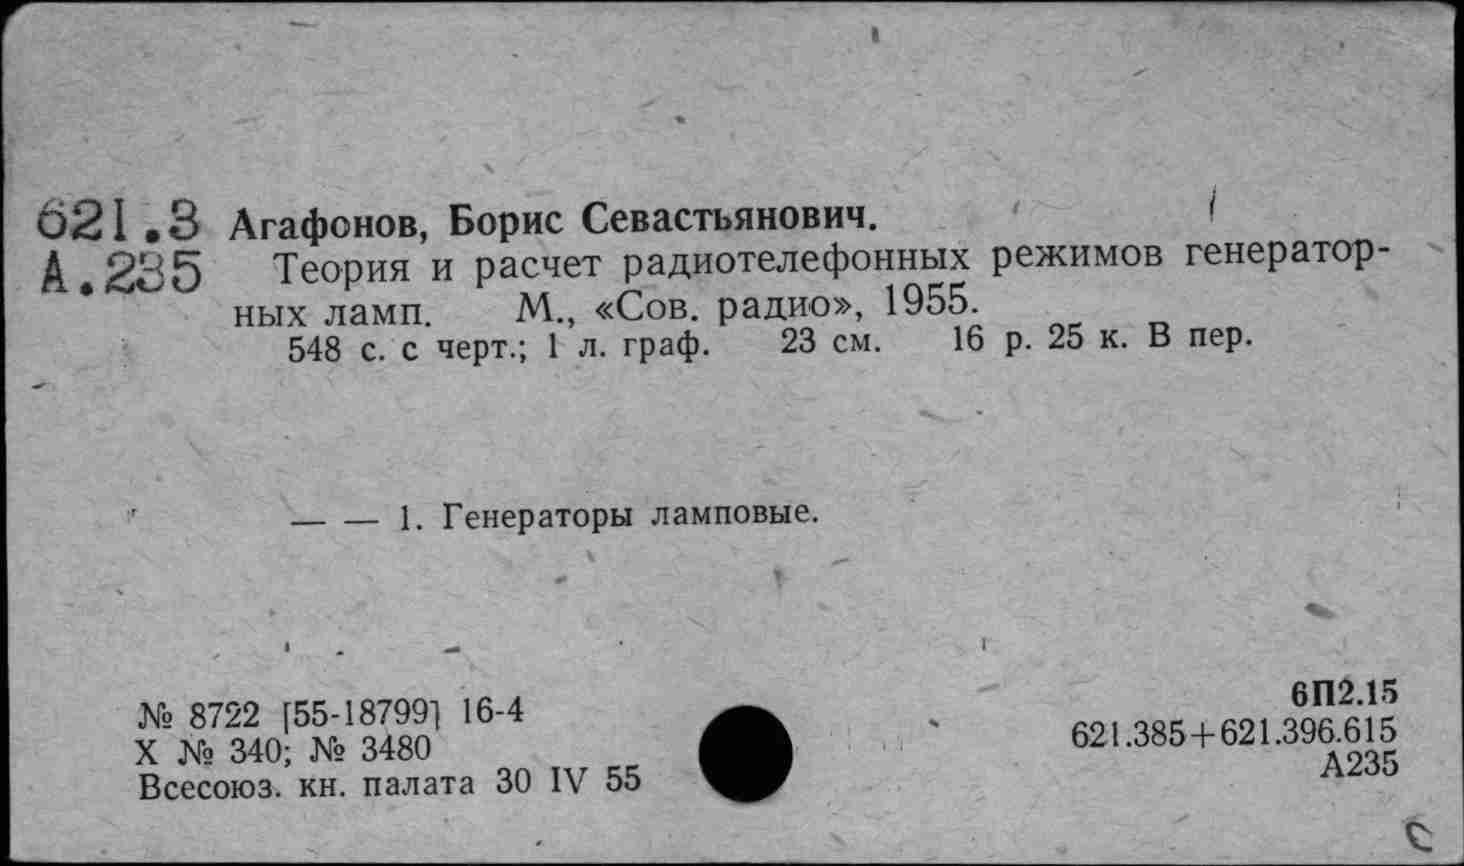 621.3 Агафонов, Борис Севастьянович.
А.235 Теория и расчет радиотелефонных режимов генератор-
ных ламп. М., «Сов. радио», 1955.
548 с. с черт.; 1 л. граф. 23 см. 16 р. 25 к. В пер.
— — 1. Генераторы ламповые.
№ 8722 [55-18799] 16-4
X № 340; № 3480
Всесоюз. кн. палата 30 IV 55
6П2.15
621.385+621.396.615
А235
С